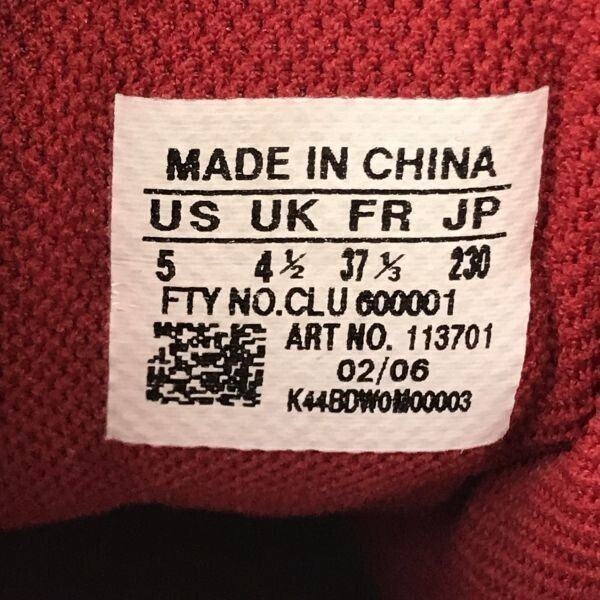 MADE IN CHINA
US UK FR JP
5 4 ½ 37 ⅓ 230
FTY NO.CLU 600001
ART NO. 113701
02/06
K44BDW0M00003